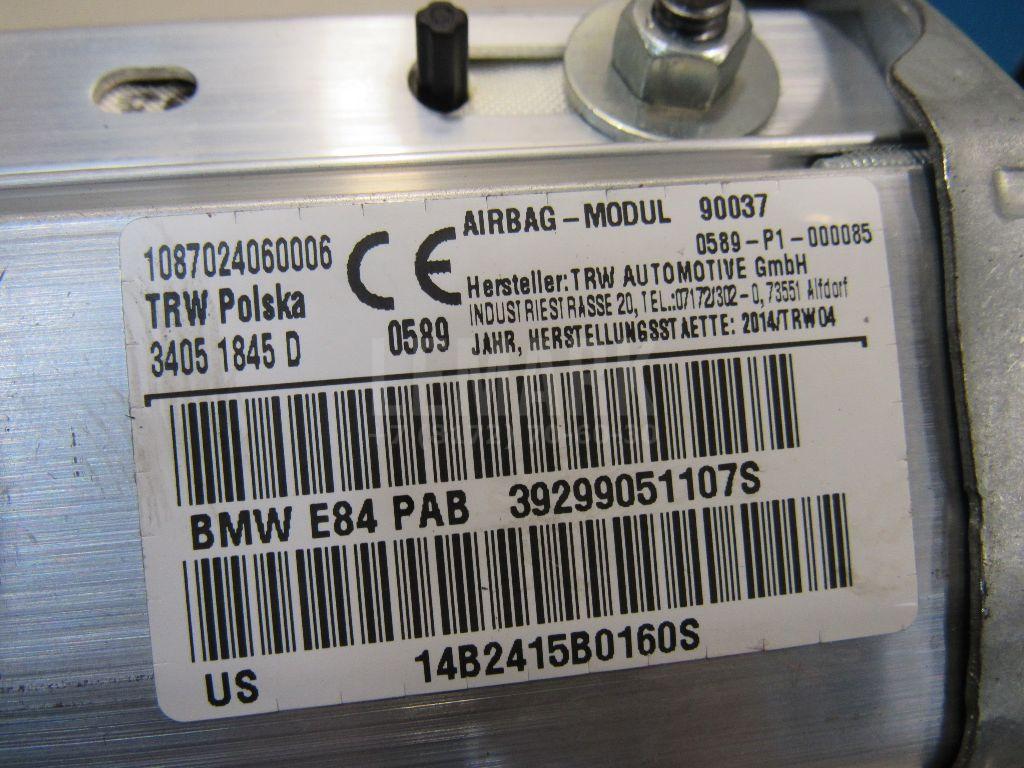 AIRBAG-MODUL 90037
0589-P1-000085
1087024060006
TRW Polska
3405 1845 D
CE
0589
Hersteller: TRW AUTOMOTIVE GmbH
INDUSTRIESTRASSE 20, TEL.:07172/302-0, 73551 Alfdorf
JAHR, HERSTELLUNGSSTAETTE: 2014/TRW04
BMW E84 PAB 39299051107S
US 14B2415B0160S